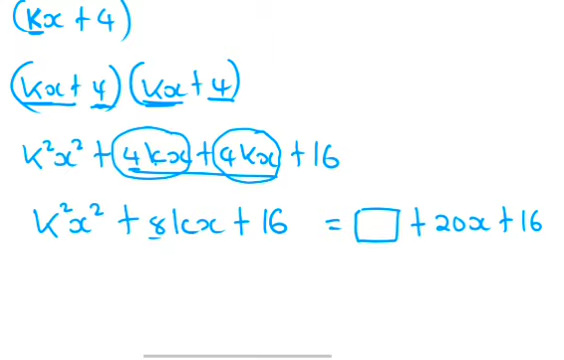 (kx + 4)
(kx + 4)(kx + 4)
k²x² + 4kx + 4kx + 16
k²x² + 8kx + 16 = □ + 20x + 16